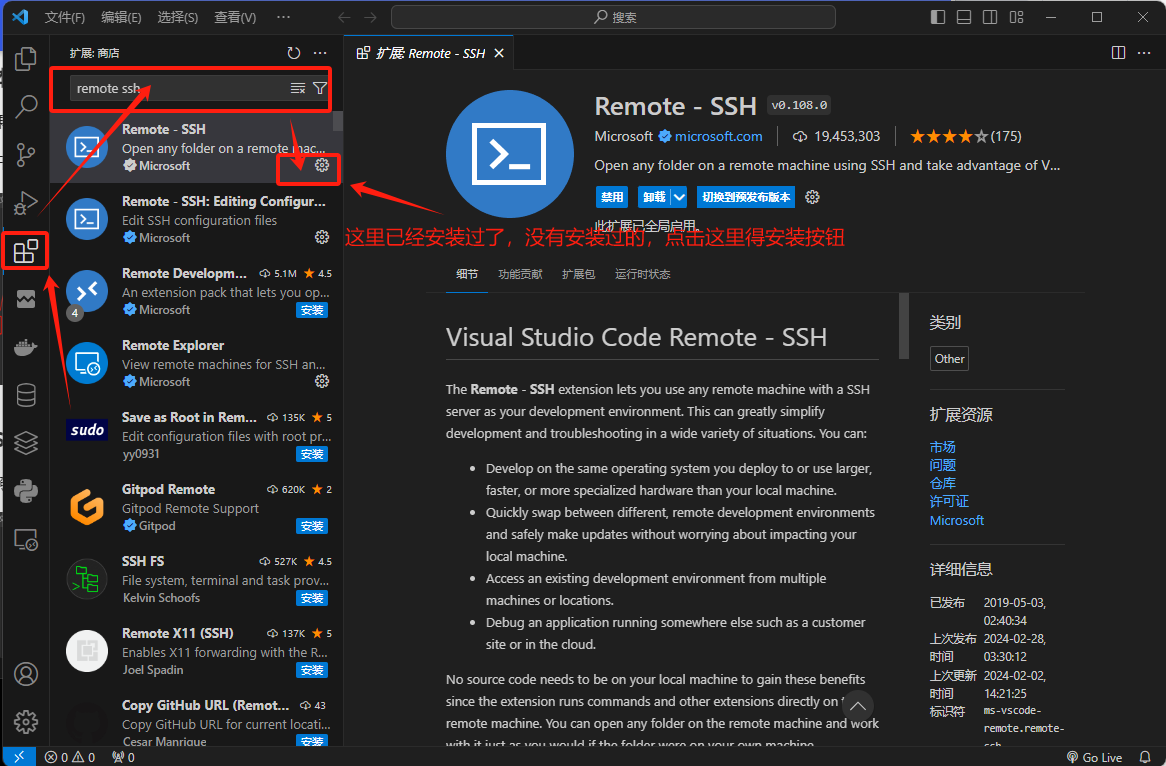 文件(F) 编辑(E) 选择(S) 查看(V) ··· 搜索
扩展: 商店
remote ssh
Remote - SSH
Open any folder on a remote mac...
Microsoft
Remote - SSH: Editing Configur...
Edit SSH configuration files
Microsoft
Remote Developm... 5.1M 4.5
An extension pack that lets you op...
4
Microsoft 安装
Remote Explorer
View remote machines for SSH an...
Microsoft
sudo
Save as Root in Rem... 135K 5
Edit configuration files with root pr...
yy0931 安装
Gitpod Remote 620K 2
Gitpod Remote Support
Gitpod 安装
SSH FS 527K 4.5
File system, terminal and task prov...
Kelvin Schoofs 安装
Remote X11 (SSH) 137K 5
Enables X11 forwarding with the R...
Joel Spadin 安装
Copy GitHub URL (Remot... 43
Copy GitHub URL for current locati...
Cesar Manrique 安装
扩展: Remote - SSH
Remote - SSH v0.108.0
Microsoft microsoft.com 19,453,303 (175)
Open any folder on a remote machine using SSH and take advantage of V...
禁用 卸载 切换到预发布版本
此扩展已全局启用。
这里已经安装过了，没有安装过的，点击这里得安装按钮
细节 功能贡献 扩展包 运行时状态
Visual Studio Code Remote - SSH
The Remote - SSH extension lets you use any remote machine with a SSH
server as your development environment. This can greatly simplify
development and troubleshooting in a wide variety of situations. You can:
• Develop on the same operating system you deploy to or use larger,
faster, or more specialized hardware than your local machine.
• Quickly swap between different, remote development environments
and safely make updates without worrying about impacting your
local machine.
• Access an existing development environment from multiple
machines or locations.
• Debug an application running somewhere else such as a customer
site or in the cloud.
No source code needs to be on your local machine to gain these benefits
since the extension runs commands and other extensions directly on
remote machine. You can open any folder on the remote machine and work
with it just as you would if the folder were on your own machine.
类别
Other
扩展资源
市场
问题
仓库
许可证
Microsoft
详细信息
已发布 2019-05-03,
02:40:34
上次发布 2024-02-28,
时间 03:30:12
上次更新 2024-02-02,
时间 14:21:25
标识符 ms-vscode-
remote.remote-
ssh
0 0 0 Go Live